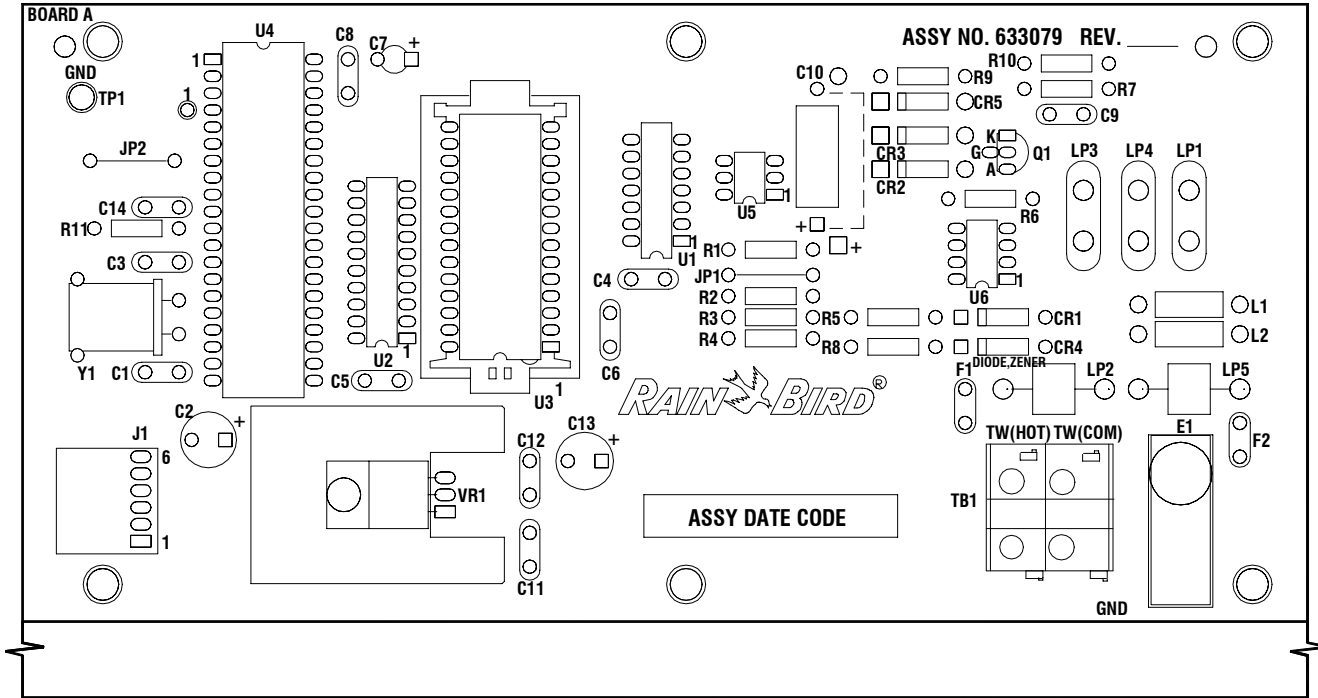 BOARD A
U4
C8
C7
+
ASSY NO. 633079 REV. ____
1
GND
TP1
1
C10
R9
R10
CR5
R7
C9
JP2
CR3
K
G
Q1
A
LP3
LP4
LP1
CR2
C14
U5
1
R6
R11
+
+
R1
1
U1
C3
C4
JP1
1
U6
R2
R3
R5
CR1
L1
R4
R8
CR4
L2
U2
1
Y1
C1
C5
C6
F1
DIODE,ZENER
LP2
LP5
1
U3
RAIN BIRD®
C2
+
C13
+
J1
6
C12
TW(HOT) TW(COM)
E1
F2
VR1
TB1
ASSY DATE CODE
1
C11
GND